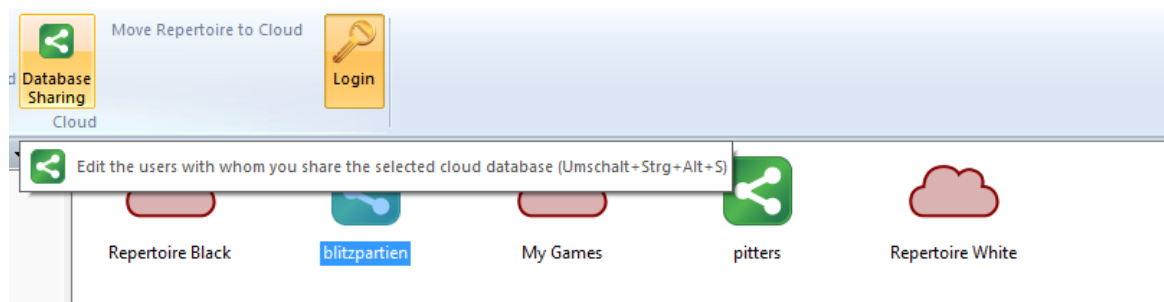 Move Repertoire to Cloud
d Database
Sharing
Login
Cloud
Edit the users with whom you share the selected cloud database (Umschalt+Strg+Alt+S)
Repertoire Black
blitzpartien
My Games
pitters
Repertoire White